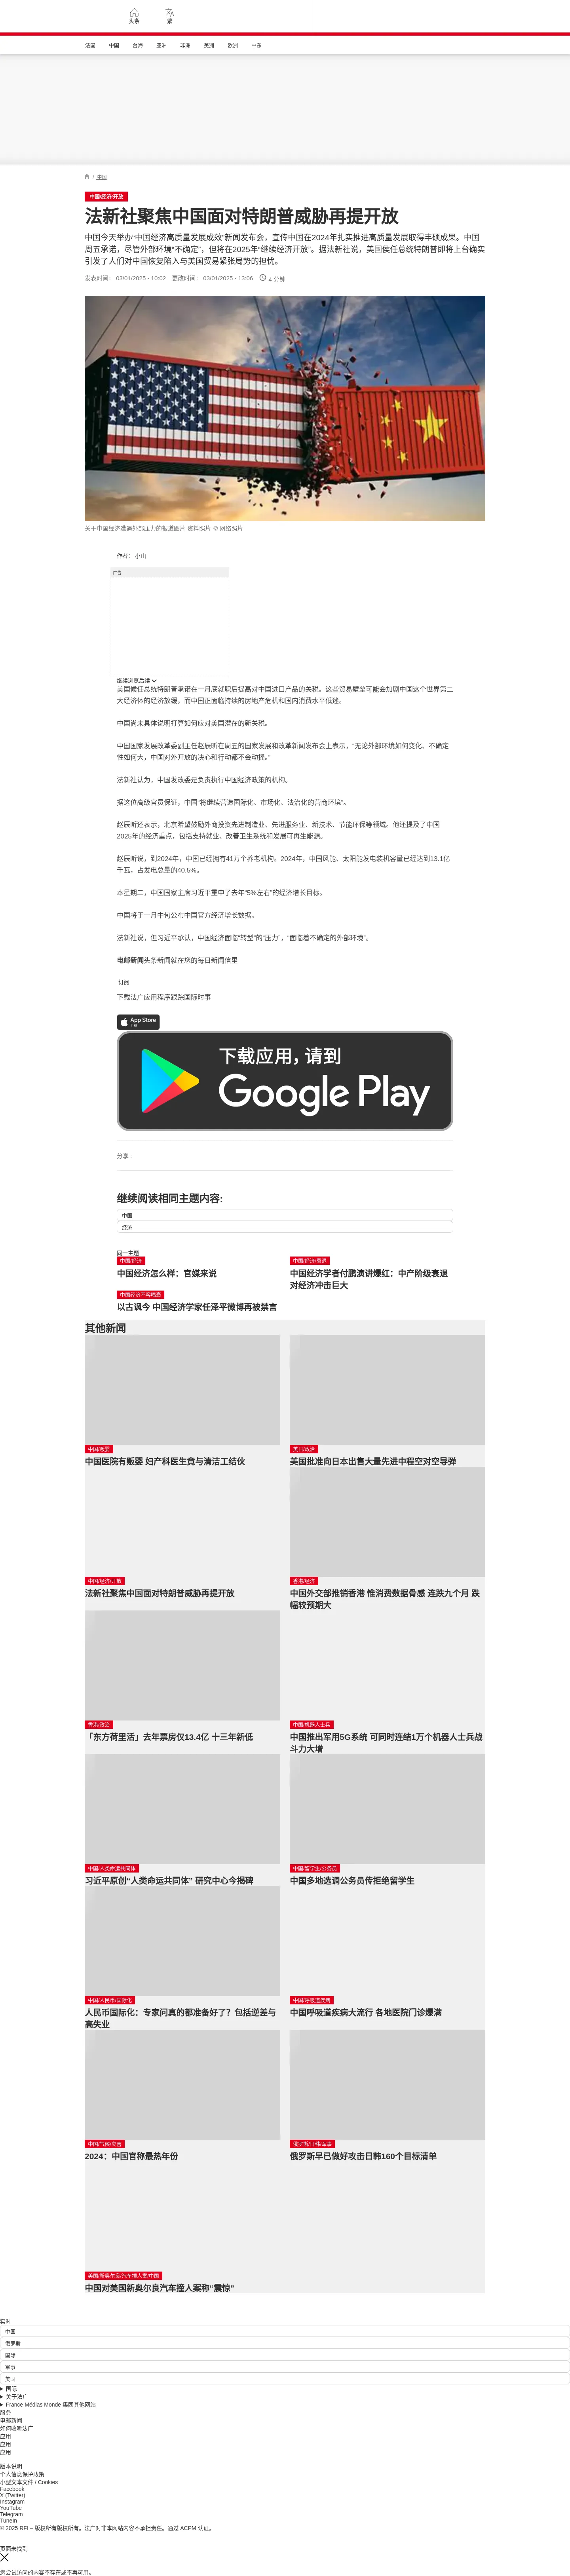 头条
繁
法国
中国
台海
亚洲
非洲
美洲
欧洲
中东
/ 中国
中国/经济/开放
法新社聚焦中国面对特朗普威胁再提开放
中国今天举办“中国经济高质量发展成效”新闻发布会，宣传中国在2024年扎实推进高质量发展取得丰硕成果。中国
周五承诺，尽管外部环境“不确定”，但将在2025年“继续经济开放”。据法新社说，美国侯任总统特朗普即将上台确实
引发了人们对中国恢复陷入与美国贸易紧张局势的担忧。
发表时间： 03/01/2025 - 10:02 更改时间： 03/01/2025 - 13:06 4 分钟
关于中国经济遭遇外部压力的报道图片 资料照片 © 网络照片
作者： 小山
广告
继续浏览后续
美国候任总统特朗普承诺在一月底就职后提高对中国进口产品的关税。这些贸易壁垒可能会加剧中国这个世界第二
大经济体的经济放缓，而中国正面临持续的房地产危机和国内消费水平低迷。
中国尚未具体说明打算如何应对美国潜在的新关税。
中国国家发展改革委副主任赵辰昕在周五的国家发展和改革新闻发布会上表示，“无论外部环境如何变化、不确定
性如何大，中国对外开放的决心和行动都不会动摇。”
法新社认为，中国发改委是负责执行中国经济政策的机构。
据这位高级官员保证，中国“将继续营造国际化、市场化、法治化的营商环境”。
赵辰昕还表示，北京希望鼓励外商投资先进制造业、先进服务业、新技术、节能环保等领域。他还提及了中国
2025年的经济重点，包括支持就业、改善卫生系统和发展可再生能源。
赵辰昕说，到2024年，中国已经拥有41万个养老机构。2024年，中国风能、太阳能发电装机容量已经达到13.1亿
千瓦，占发电总量的40.5%。
本星期二，中国国家主席习近平重申了去年“5%左右”的经济增长目标。
中国将于一月中旬公布中国官方经济增长数据。
法新社说，但习近平承认，中国经济面临“转型”的“压力”，“面临着不确定的外部环境”。
电邮新闻头条新闻就在您的每日新闻信里
订阅
下载法广应用程序跟踪国际时事
App Store
下载
下载应用，请到
Google Play
分享 :
继续阅读相同主题内容:
中国
经济
同一主题
中国/经济
中国经济怎么样：官媒来说
中国/经济/衰退
中国经济学者付鹏演讲爆红：中产阶级衰退
对经济冲击巨大
中国经济不容唱衰
以古讽今 中国经济学家任泽平微博再被禁言
其他新闻
中国/贩婴
中国医院有贩婴 妇产科医生竟与清洁工结伙
美日/政治
美国批准向日本出售大量先进中程空对空导弹
中国/经济/开放
法新社聚焦中国面对特朗普威胁再提开放
香港/经济
中国外交部推销香港 惟消费数据骨感 连跌九个月 跌
幅较预期大
香港/政治
「东方荷里活」去年票房仅13.4亿 十三年新低
中国/机器人士兵
中国推出军用5G系统 可同时连结1万个机器人士兵战
斗力大增
中国/人类命运共同体
习近平原创“人类命运共同体” 研究中心今揭碑
中国/留学生/公务员
中国多地选调公务员传拒绝留学生
中国/人民币/国际化
人民币国际化：专家问真的都准备好了？包括逆差与
高失业
中国/呼吸道疾病
中国呼吸道疾病大流行 各地医院门诊爆满
中国/气候/灾害
2024：中国官称最热年份
俄罗斯/日韩/军事
俄罗斯早已做好攻击日韩160个目标清单
美国/新奥尔良/汽车撞人案/中国
中国对美国新奥尔良汽车撞人案称“震惊”
实时
中国
俄罗斯
国际
军事
美国
国际
关于法广
France Médias Monde 集团其他网站
服务
电邮新闻
如何收听法广
应用
应用
应用
版本说明
个人信息保护政策
小型文本文件 / Cookies
Facebook
X (Twitter)
Instagram
YouTube
Telegram
TuneIn
© 2025 RFI – 版权所有版权所有。法广对非本网站内容不承担责任。通过 ACPM 认证。
页面未找到
您尝试访问的内容不存在或不再可用。